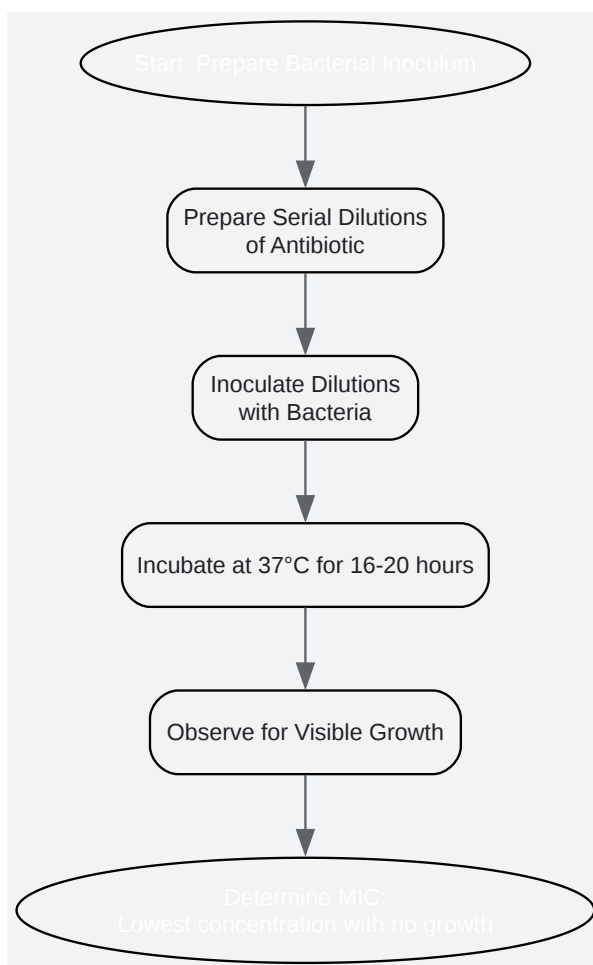 Start: Prepare Bacterial Inoculum
Prepare Serial Dilutions
of Antibiotic
Inoculate Dilutions
with Bacteria
Incubate at 37°C for 16-20 hours
Observe for Visible Growth
Determine MIC:
Lowest concentration with no growth